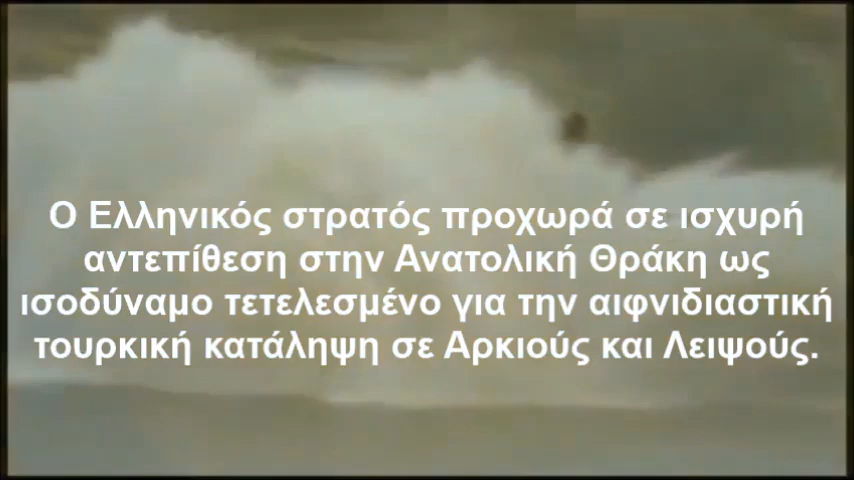 Ο Ελληνικός στρατός προχωρά σε ισχυρή
αντεπίθεση στην Ανατολική Θράκη ως
ισοδύναμο τετελεσμένο για την αιφνιδιαστική
τουρκική κατάληψη σε Αρκιούς και Λειψούς.